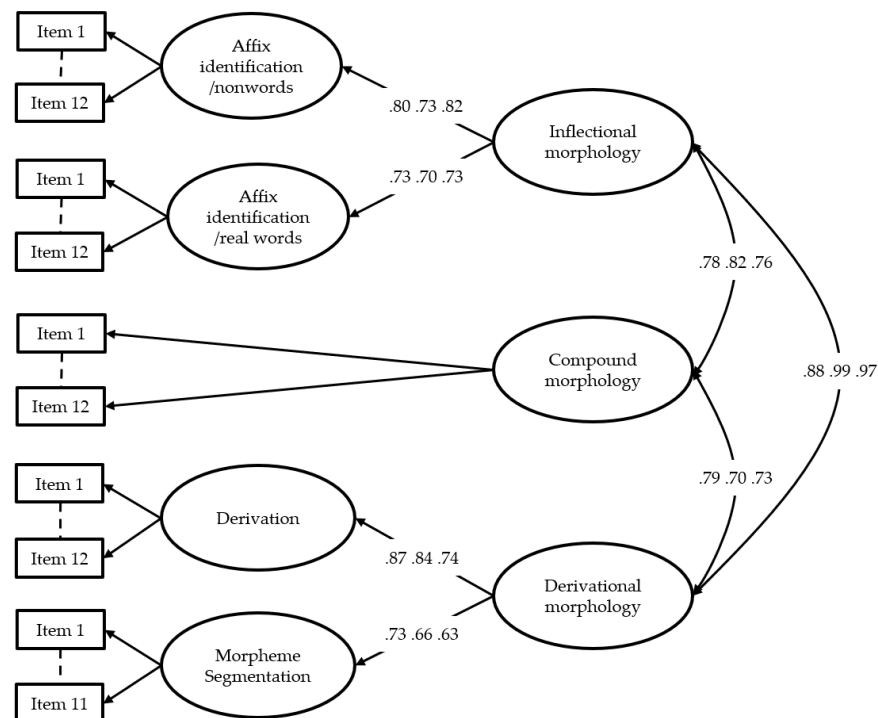 Item 1
Item 12
Affix
identification
/nonwords
.80 .73 .82
Inflectional
morphology
Item 1
Item 12
Affix
identification
/real words
.73 .70 .73
.78 .82 .76
Item 1
Item 12
Compound
morphology
.88 .99 .97
.79 .70 .73
Item 1
Item 12
Derivation
.87 .84 .74
Derivational
morphology
Item 1
Item 11
Morpheme
Segmentation
.73 .66 .63